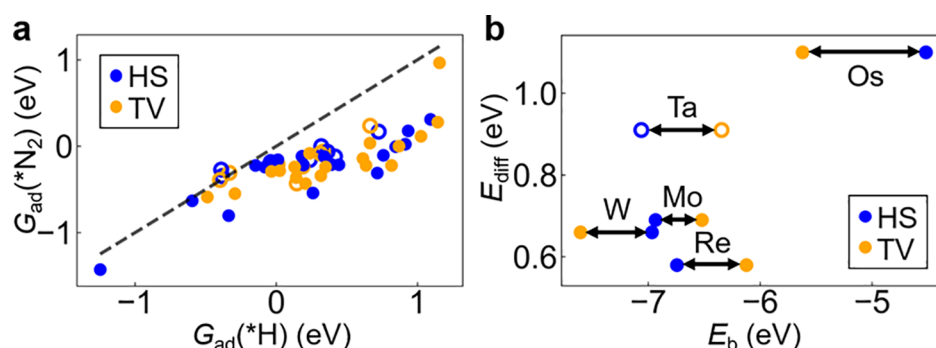 a
b
1
0
−1
G_ad(*N₂) (eV)
HS
TV
−1
0
1
G_ad(*H) (eV)
1.0
0.8
0.6
E_diff (eV)
Os
Ta
W
Mo
Re
HS
TV
−7
−6
−5
E_b (eV)